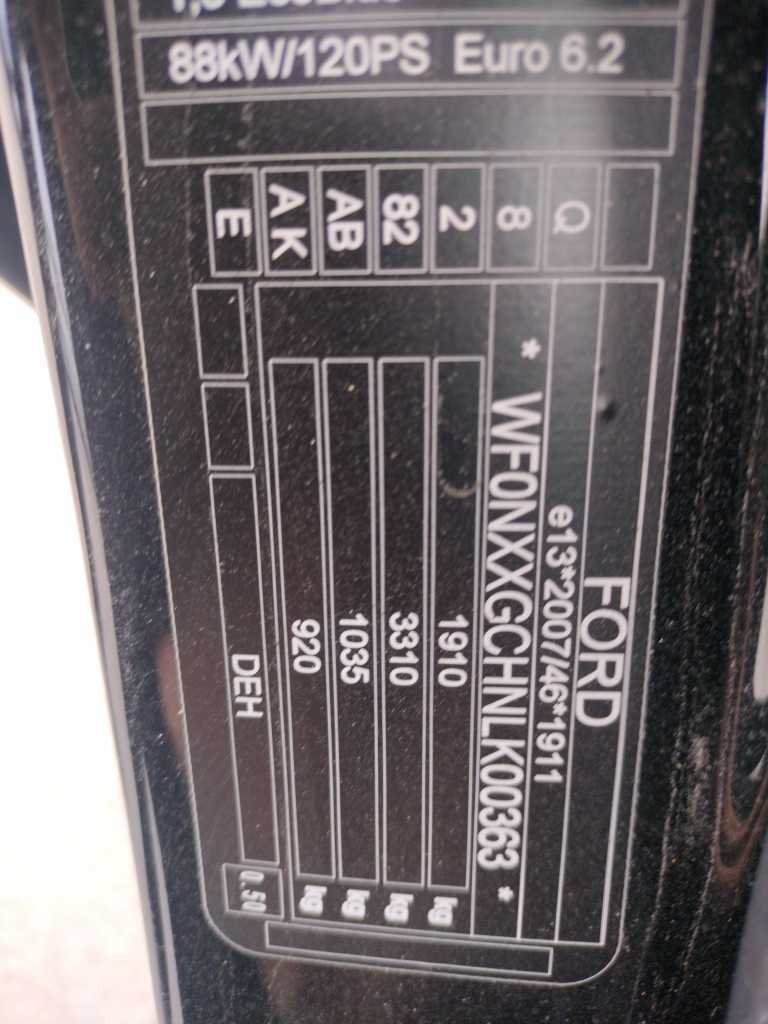 88kW/120PS Euro 6.2
FORD
e13*2007/46*1911
* WF0NXXGCHNLK00363 *
1910 kg
3310 kg
1035 kg
920 kg
DEH 0.50
Q
8
2
82
AB
A K
E